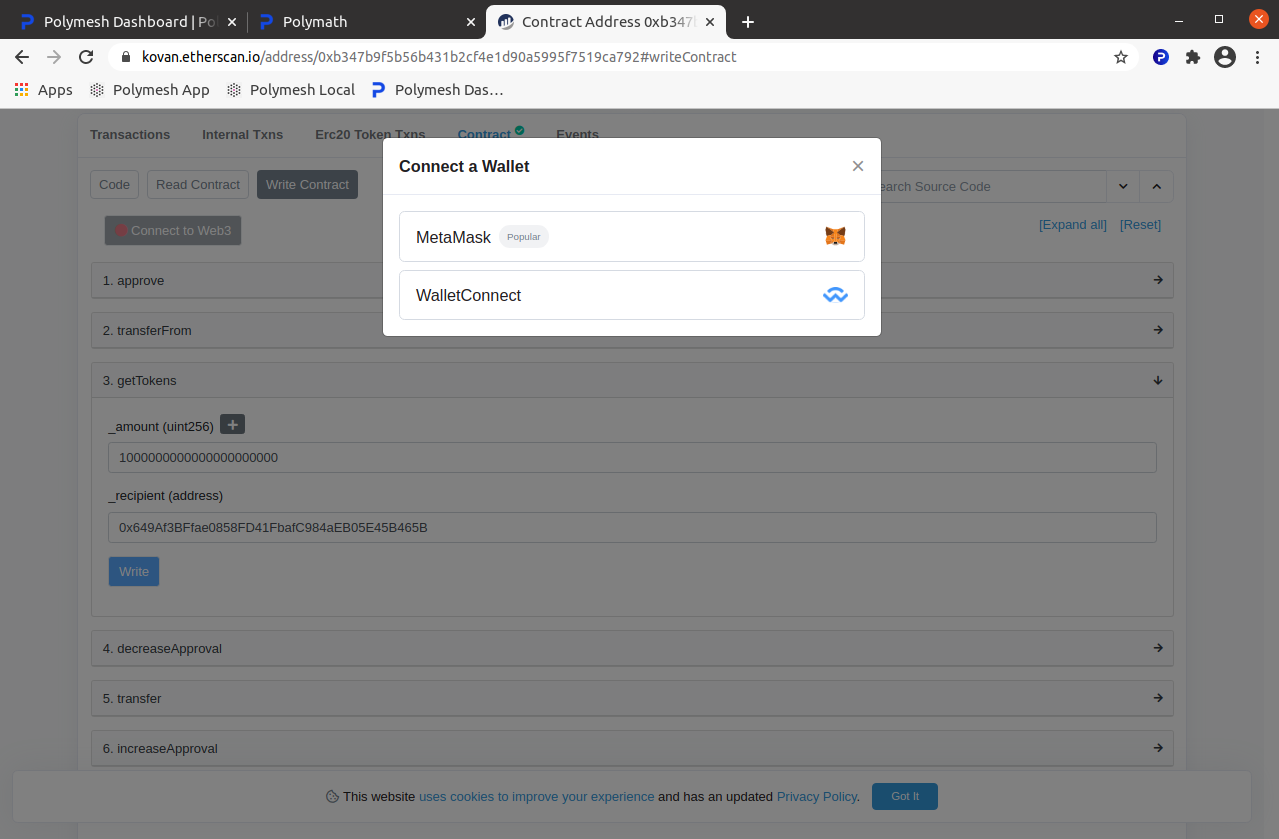 Polymesh Dashboard | Pol
Polymath
Contract Address 0xb347b
kovan.etherscan.io/address/0xb347b9f5b56b431b2cf4e1d90a5995f7519ca792#writeContract
Apps
Polymesh App
Polymesh Local
Polymesh Das…
Transactions
Internal Txns
Erc20 Token Txns
Contract
Events
Connect a Wallet
Code
Read Contract
Write Contract
earch Source Code
MetaMask Popular
Connect to Web3
[Expand all] [Reset]
WalletConnect
1. approve
2. transferFrom
3. getTokens
_amount (uint256)
1000000000000000000000
_recipient (address)
0x649Af3BFfae0858FD41FbafC984aEB05E45B465B
Write
4. decreaseApproval
5. transfer
6. increaseApproval
This website uses cookies to improve your experience and has an updated Privacy Policy.
Got It